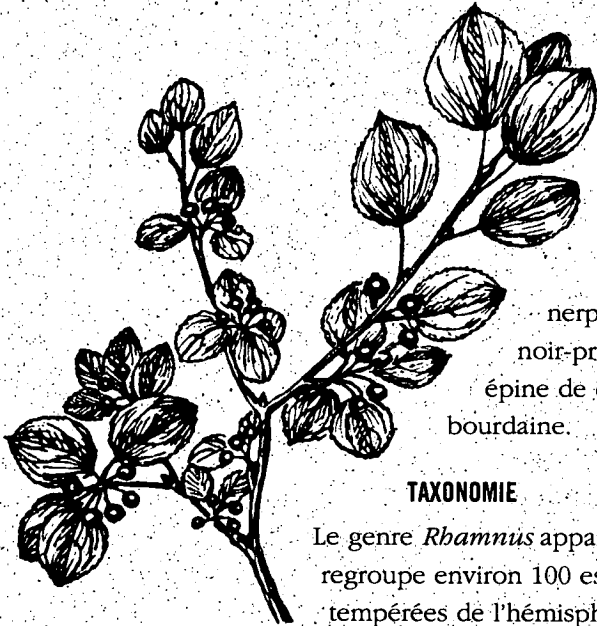 nerp
noir-pr
épine de
bourdaine.
TAXONOMIE
Le genre Rhamnus appa
regroupe environ 100 es
tempérées de l'hémisph